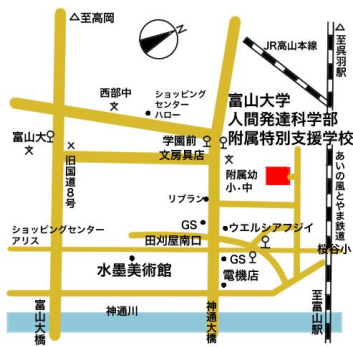 △至高岡
△至呉羽駅
JR高山本線
西部中
文
ショッピング
センター
ハロー
富山大学
人間発達科学部
附属特別支援学校
富山大
文
×
旧国道8号
学園前
文房具店
文
附属幼
小・中
あいの風とやま鉄道
リブラン
GS
ウエルシアフジイ
ショッピングセンター
アリス
田刈屋南口
桜谷小
水墨美術館
GS
電機店
富山大橋
神通川
神通大橋
至富山駅
▽